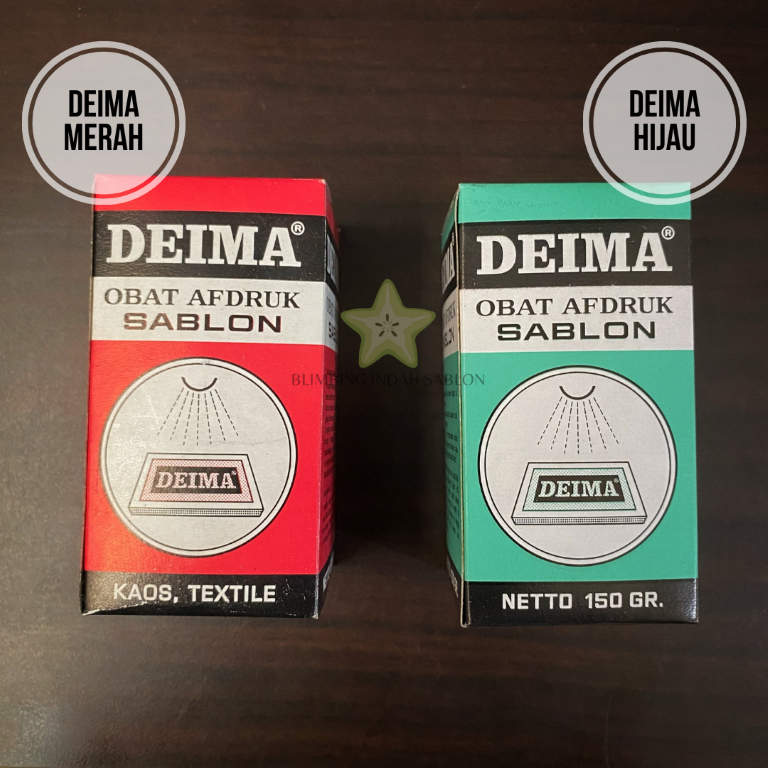 DEIMA
MERAH
DEIMA
HIJAU
DEIMA®
OBAT AFDRUK
SABLON
DEIMA®
KAOS, TEXTILE
BLIMBING INDAH SABLON
DEIMA®
OBAT AFDRUK
SABLON
DEIMA®
NETTO 150 GR.